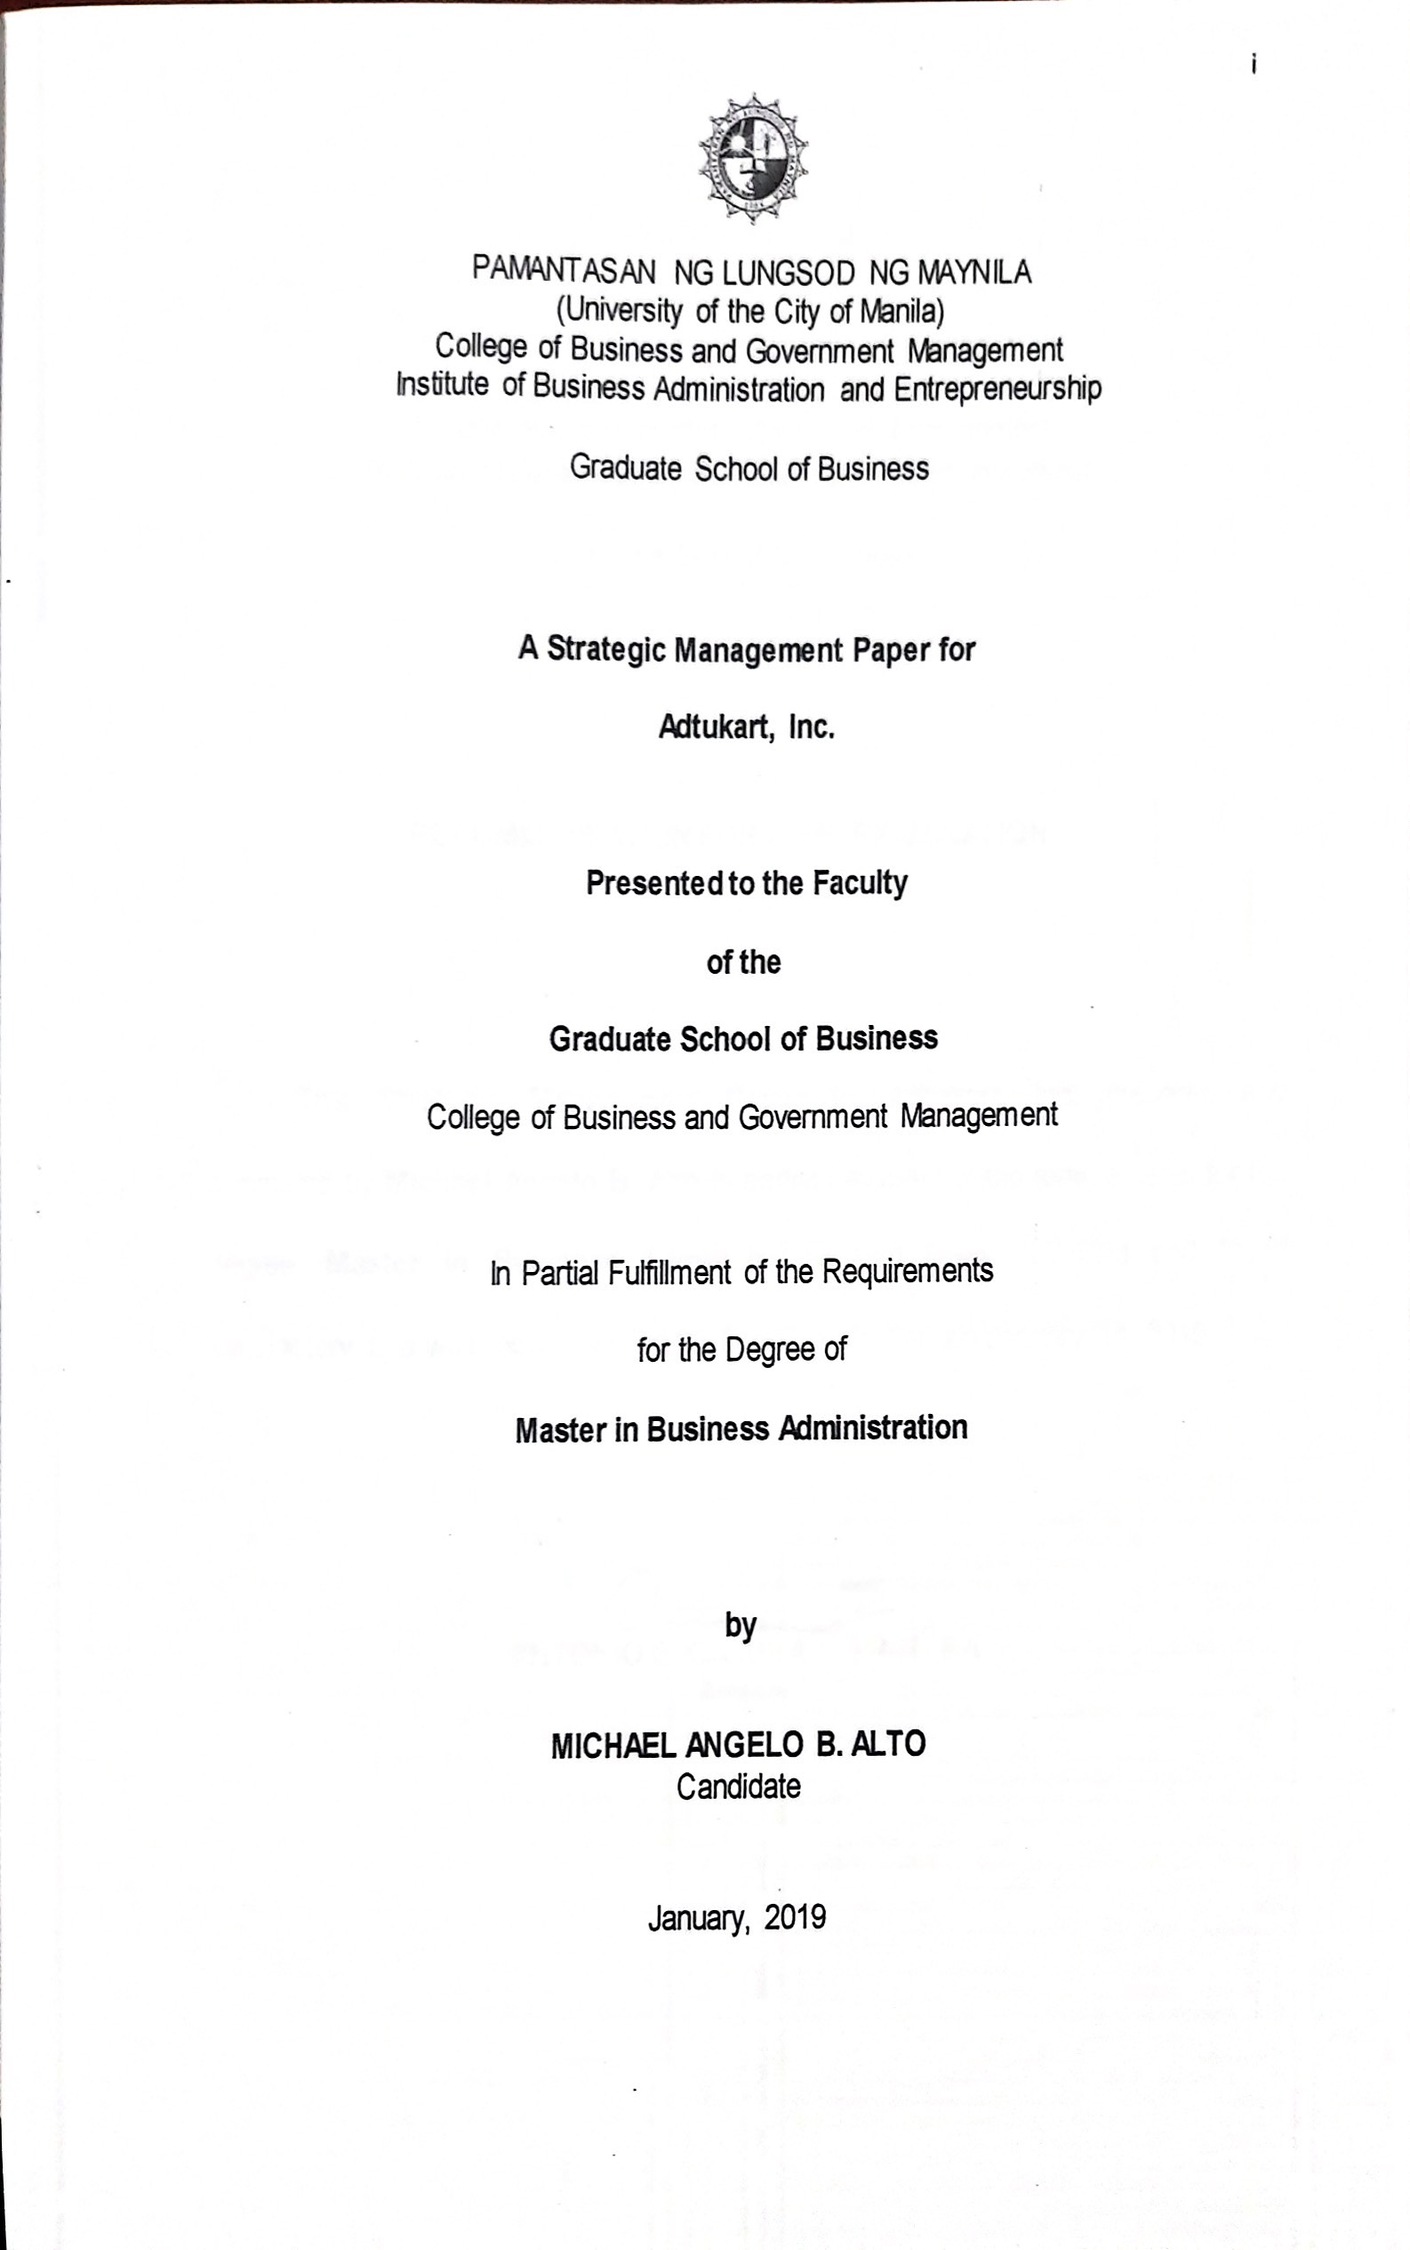 i
PAMANTASAN NG LUNGSOD NG MAYNILA
(University of the City of Manila)
College of Business and Government Management
Institute of Business Administration and Entrepreneurship
Graduate School of Business
A Strategic Management Paper for
Adtukart, Inc.
Presented to the Faculty
of the
Graduate School of Business
College of Business and Government Management
In Partial Fulfillment of the Requirements
for the Degree of
Master in Business Administration
by
MICHAEL ANGELO B. ALTO
Candidate
January, 2019